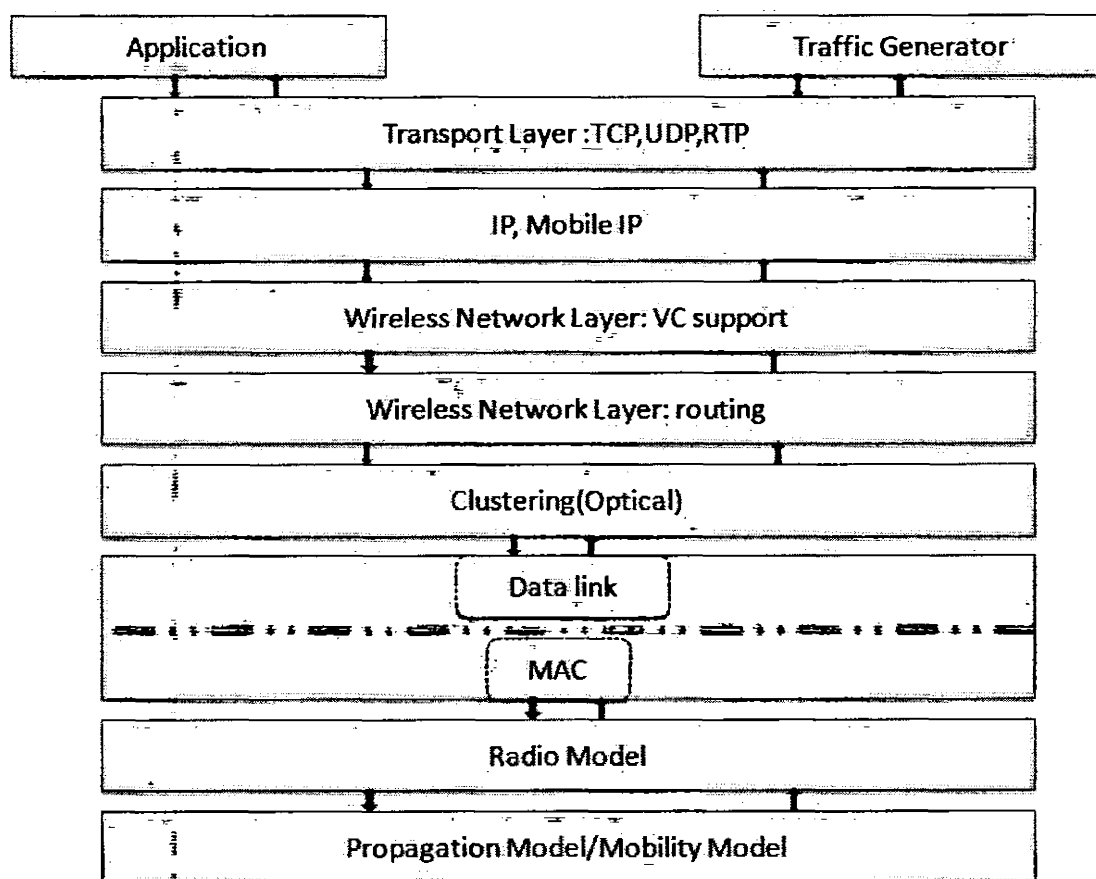 Application
Traffic Generator
Transport Layer :TCP,UDP,RTP
IP, Mobile IP
Wireless Network Layer: VC support
Wireless Network Layer: routing
Clustering(Optical)
Data link
MAC
Radio Model
Propagation Model/Mobility Model